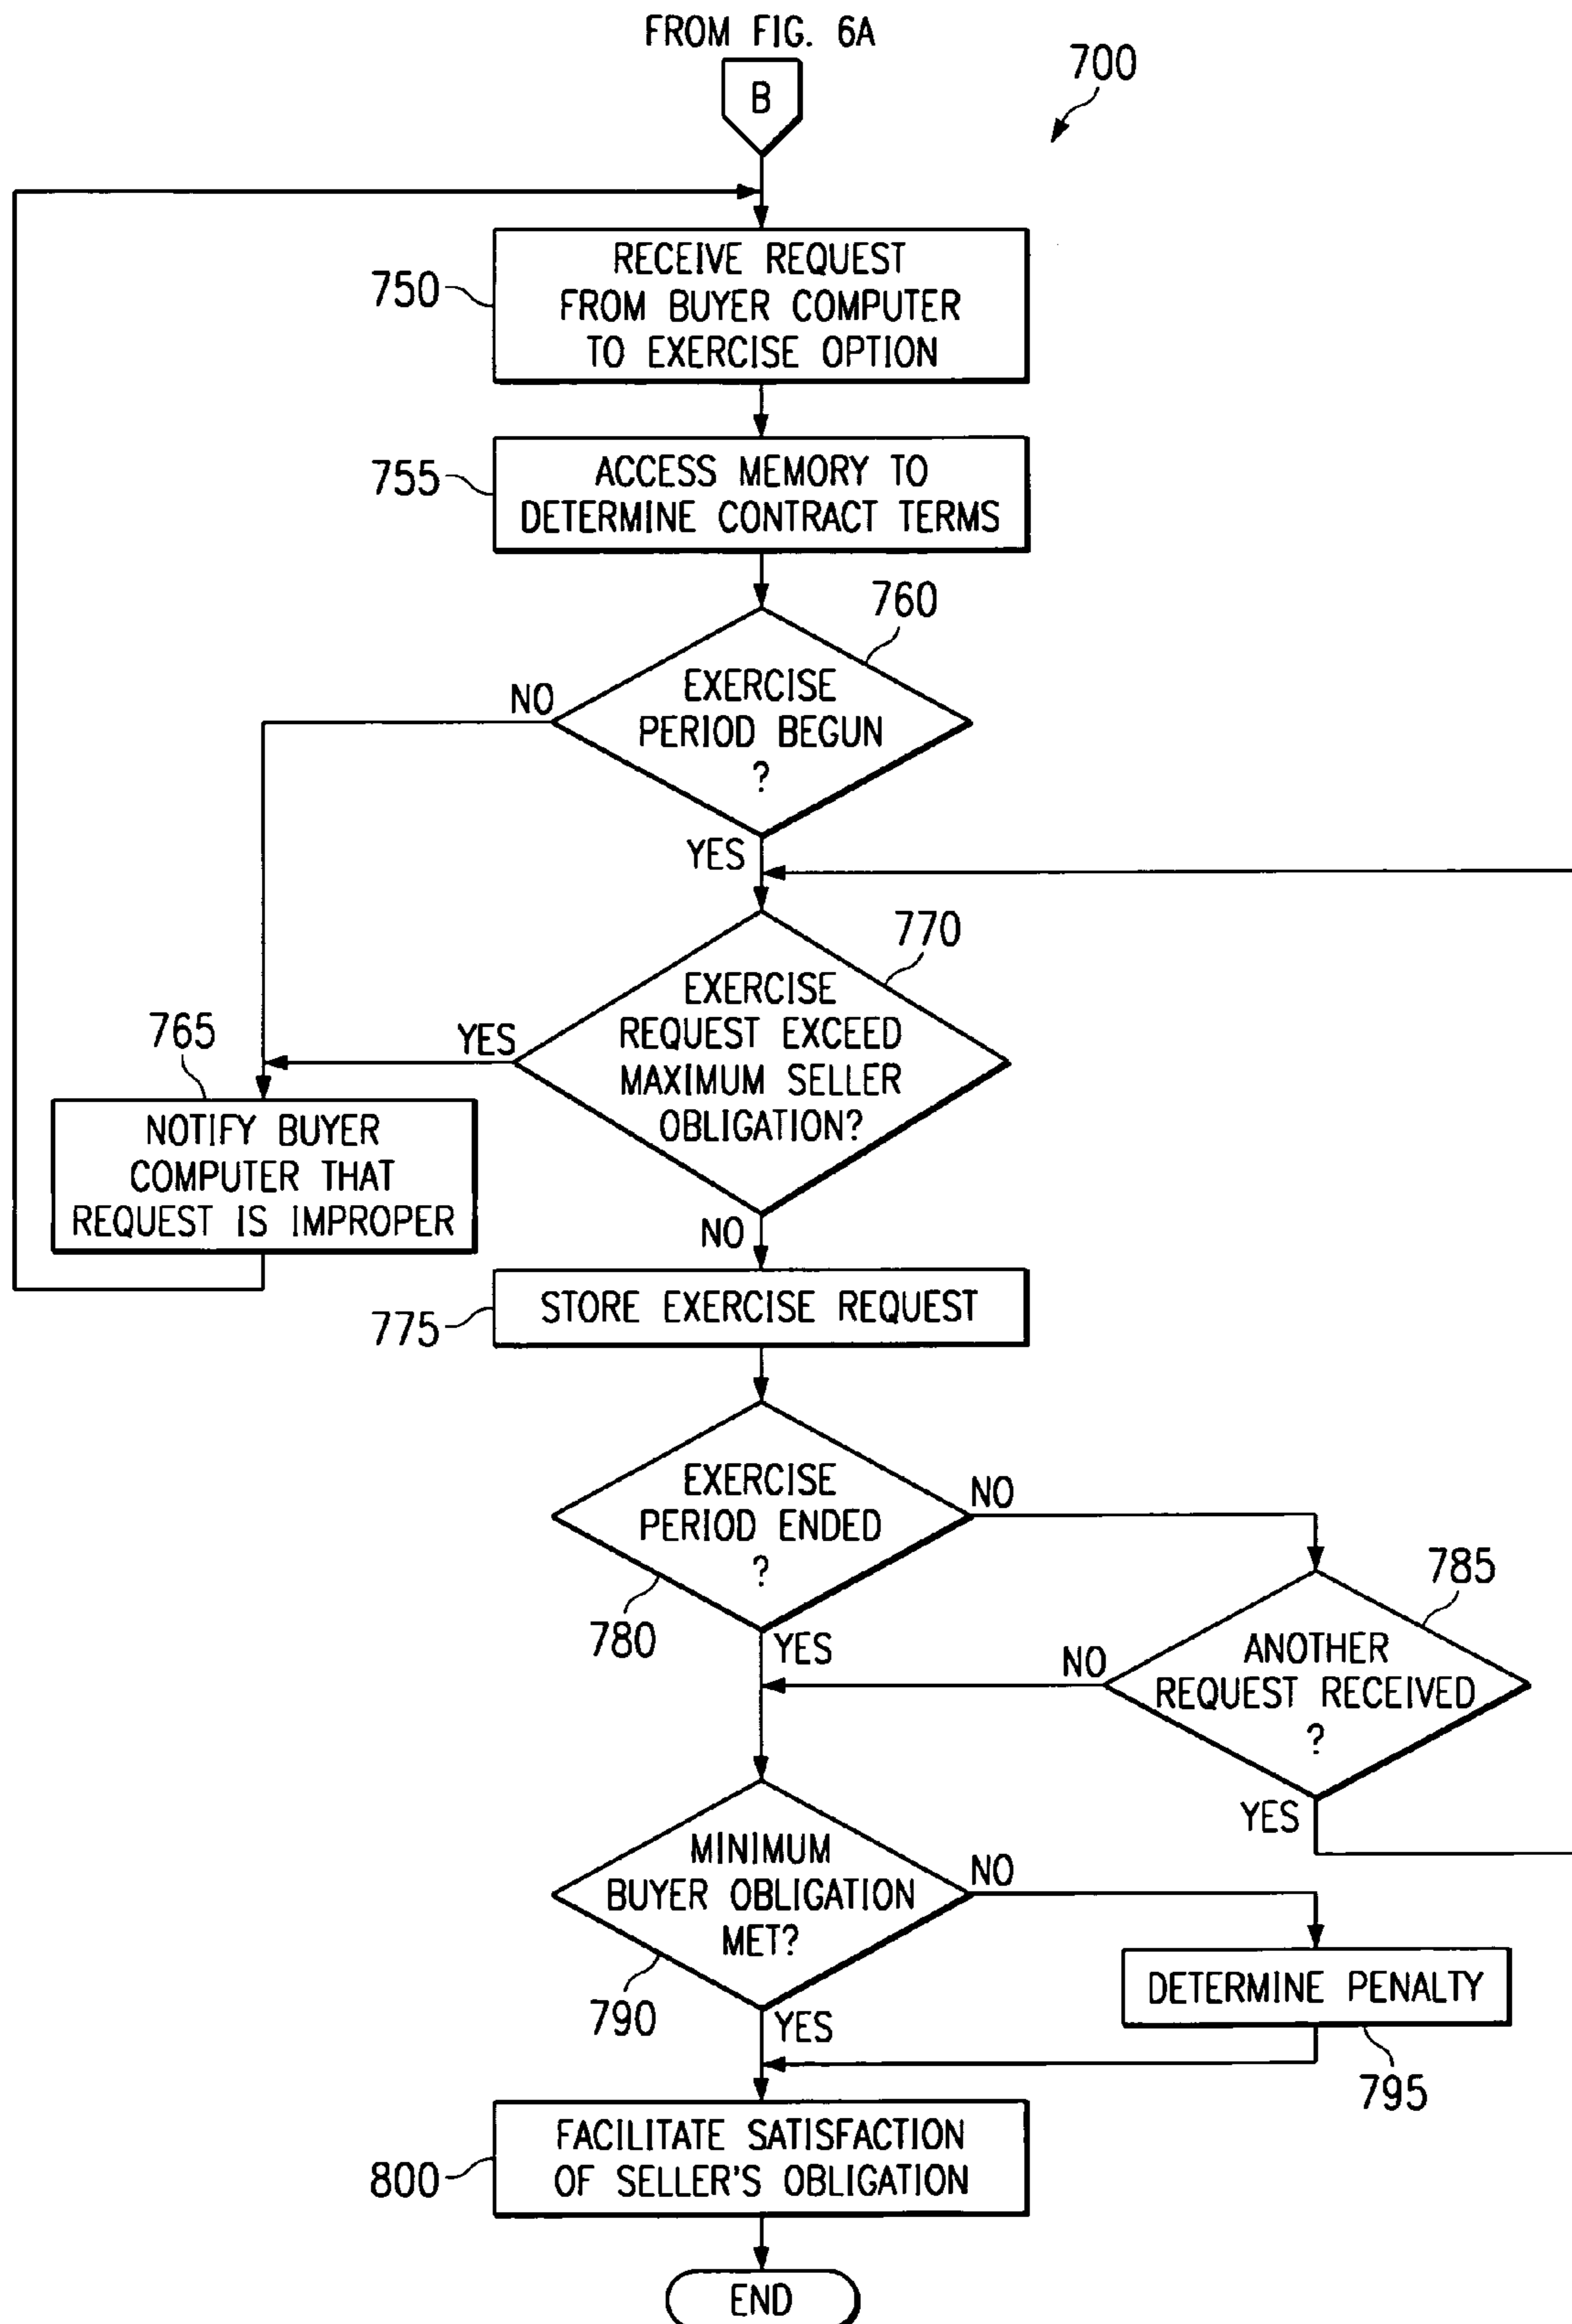 FROM FIG. 6A
B
700
RECEIVE REQUEST
FROM BUYER COMPUTER
TO EXERCISE OPTION
750
ACCESS MEMORY TO
DETERMINE CONTRACT TERMS
755
760
EXERCISE
PERIOD BEGUN
?
NO
YES
770
EXERCISE
REQUEST EXCEED
MAXIMUM SELLER
OBLIGATION?
YES
765
NOTIFY BUYER
COMPUTER THAT
REQUEST IS IMPROPER
NO
STORE EXERCISE REQUEST
775
EXERCISE
PERIOD ENDED
?
NO
780
YES
785
ANOTHER
REQUEST RECEIVED
?
NO
YES
MINIMUM
BUYER OBLIGATION
MET?
NO
790
YES
DETERMINE PENALTY
795
FACILITATE SATISFACTION
OF SELLER'S OBLIGATION
800
END